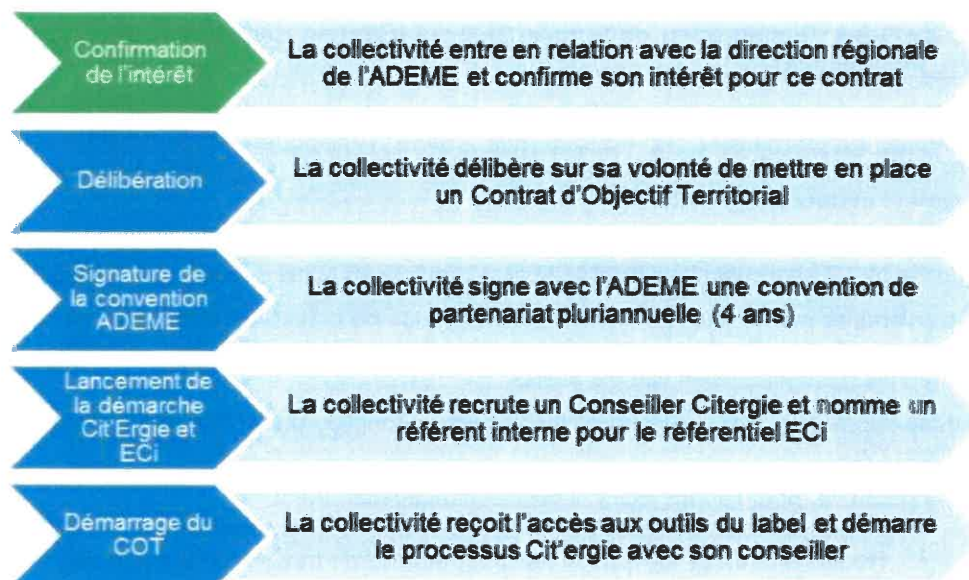 Confirmation
de l'intérêt
La collectivité entre en relation avec la direction régionale
de l'ADEME et confirme son intérêt pour ce contrat
Délibération
La collectivité délibère sur sa volonté de mettre en place
un Contrat d'Objectif Territorial
Signature de
la convention
ADEME
La collectivité signe avec l'ADEME une convention de
partenariat pluriannuelle (4 ans)
Lancement de
la démarche
Cit'Ergie et
ECi
La collectivité recrute un Conseiller Citergie et nomme un
référent interne pour le référentiel ECi
Démarrage du
COT
La collectivité reçoit l'accès aux outils du label et démarre
le processus Cit'ergie avec son conseiller